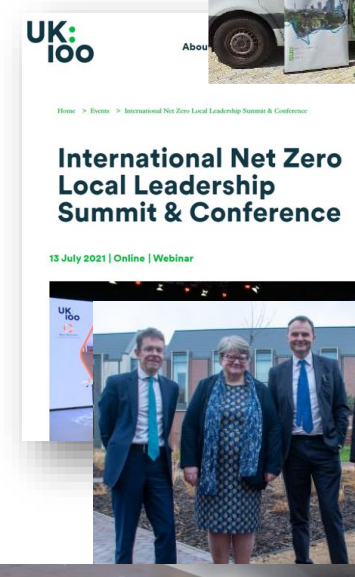 UK:
100
Abou
Home > Events > International Net Zero Local Leadership Summit & Conference
International Net Zero
Local Leadership
Summit & Conference
13 July 2021 | Online | Webinar
UK:
100